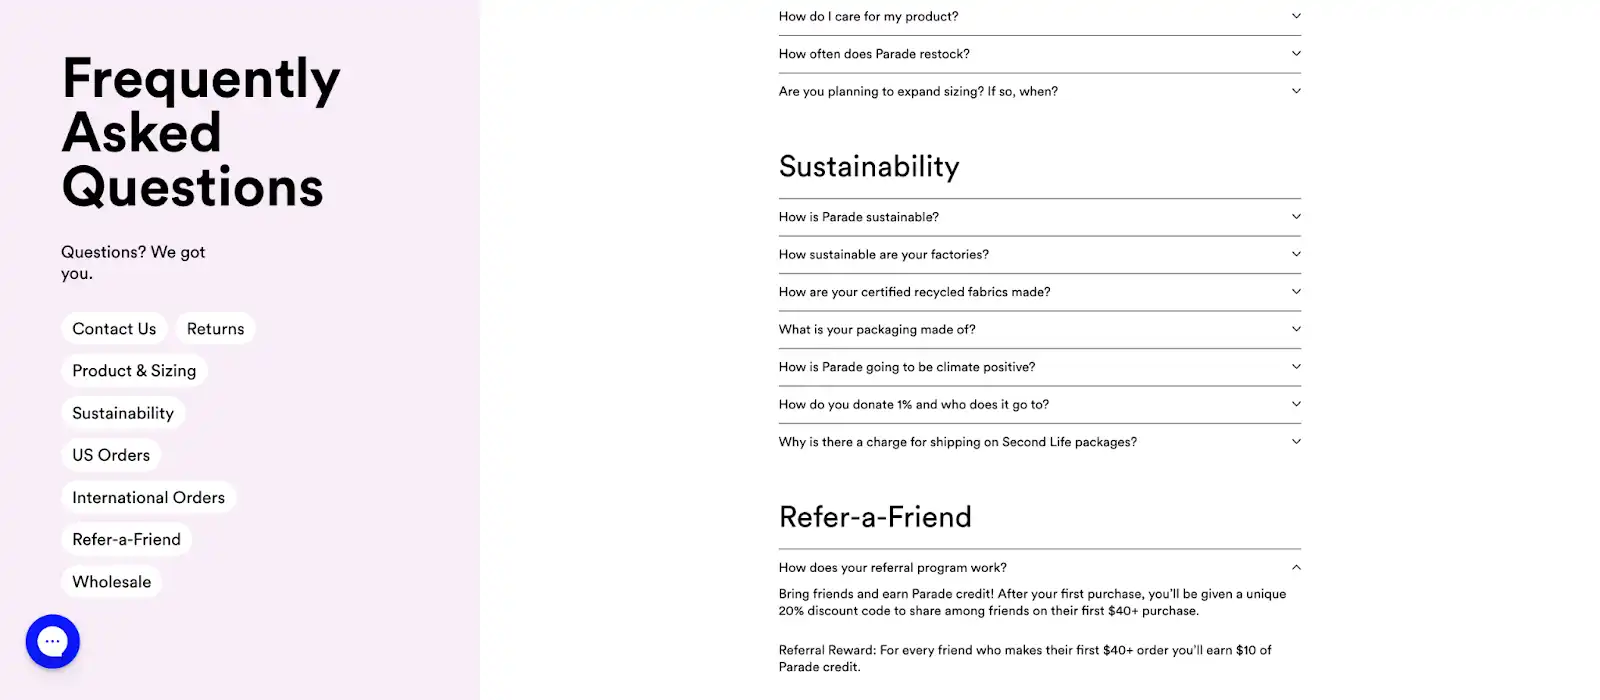 Frequently
Asked
Questions
Questions? We got
you.
Contact Us
Returns
Product & Sizing
Sustainability
US Orders
International Orders
Refer-a-Friend
Wholesale
How do I care for my product?
How often does Parade restock?
Are you planning to expand sizing? If so, when?
Sustainability
How is Parade sustainable?
How sustainable are your factories?
How are your certified recycled fabrics made?
What is your packaging made of?
How is Parade going to be climate positive?
How do you donate 1% and who does it go to?
Why is there a charge for shipping on Second Life packages?
Refer-a-Friend
How does your referral program work?
Bring friends and earn Parade credit! After your first purchase, you’ll be given a unique
20% discount code to share among friends on their first $40+ purchase.
Referral Reward: For every friend who makes their first $40+ order you’ll earn $10 of
Parade credit.